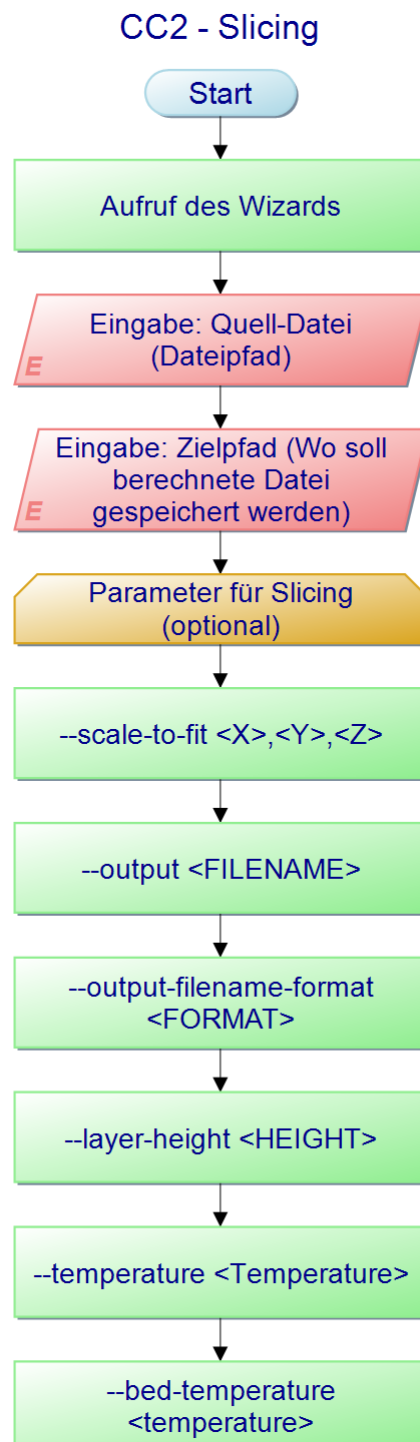 CC2 - Slicing
Start
Aufruf des Wizards
Eingabe: Quell-Datei
(Dateipfad)
E
Eingabe: Zielpfad (Wo soll
berechnete Datei
gespeichert werden)
E
Parameter für Slicing
(optional)
--scale-to-fit <X>,<Y>,<Z>
--output <FILENAME>
--output-filename-format
<FORMAT>
--layer-height <HEIGHT>
--temperature <Temperature>
--bed-temperature
<temperature>